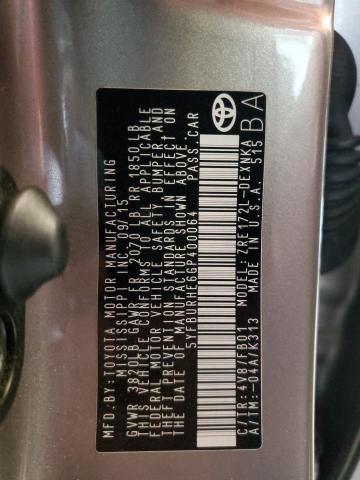 MFD. BY: TOYOTA MOTOR MANUFACTURING
MISSISSIPPI, INC. 09/15
GVWR 3820LB GAWR FR 2070LB RR 1850LB
THIS VEHICLE CONFORMS TO ALL APPLICABLE
FEDERAL MOTOR VEHICLE SAFETY, BUMPER AND
THEFT PREVENTION STANDARDS IN EFFECT ON
THE DATE OF MANUFACTURE SHOWN ABOVE.
5YFBURHE6GP400064 PASS.CAR
C/TR:4V8/FB01
A/TM:-04A/K313
MODEL:ZRE172L-DEXNKA
MADE IN U.S.A. 515
BA